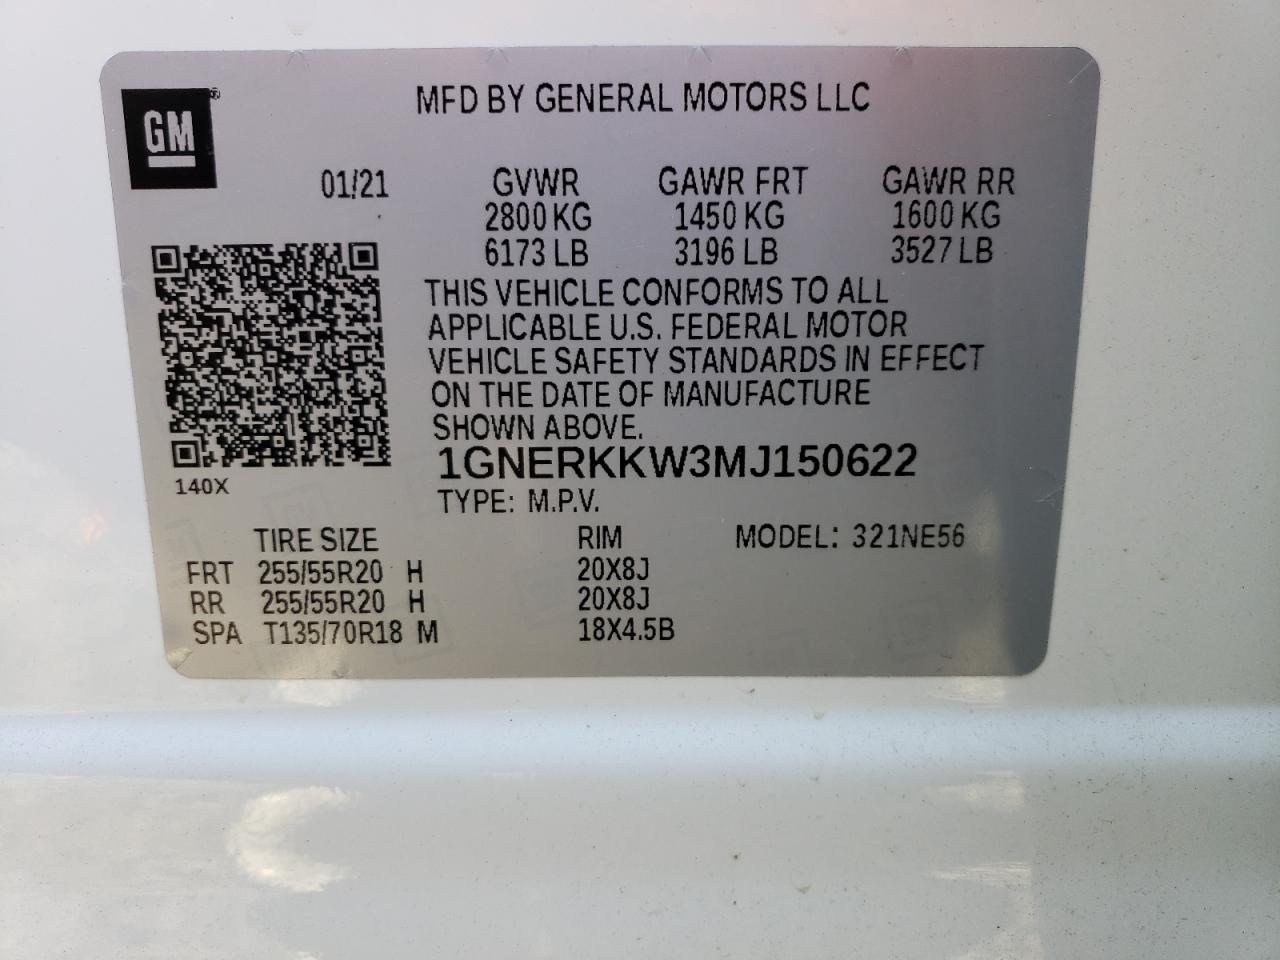 GM®
MFD BY GENERAL MOTORS LLC
01/21 GVWR GAWR FRT GAWR RR
2800 KG 1450 KG 1600 KG
6173 LB 3196 LB 3527 LB
THIS VEHICLE CONFORMS TO ALL
APPLICABLE U.S. FEDERAL MOTOR
VEHICLE SAFETY STANDARDS IN EFFECT
ON THE DATE OF MANUFACTURE
SHOWN ABOVE.
1GNERKKW3MJ150622
140X
TYPE: M.P.V.
TIRE SIZE RIM MODEL: 321NE56
FRT 255/55R20 H 20X8J
RR 255/55R20 H 20X8J
SPA T135/70R18 M 18X4.5B